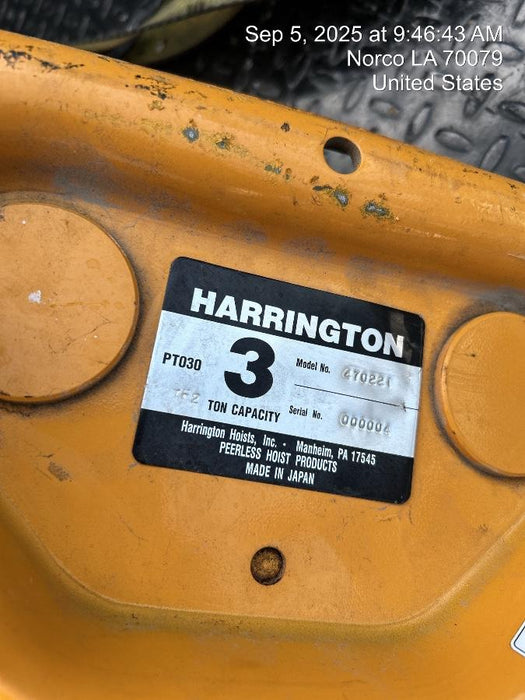 Sep 5, 2025 at 9:46:43 AM
Norco LA 70079
United States
HARRINGTON
PT030
3
TON CAPACITY
Model No.
Serial No.
Harrington Hoists, Inc. - Manheim, PA 17545
PEERLESS HOIST PRODUCTS
MADE IN JAPAN